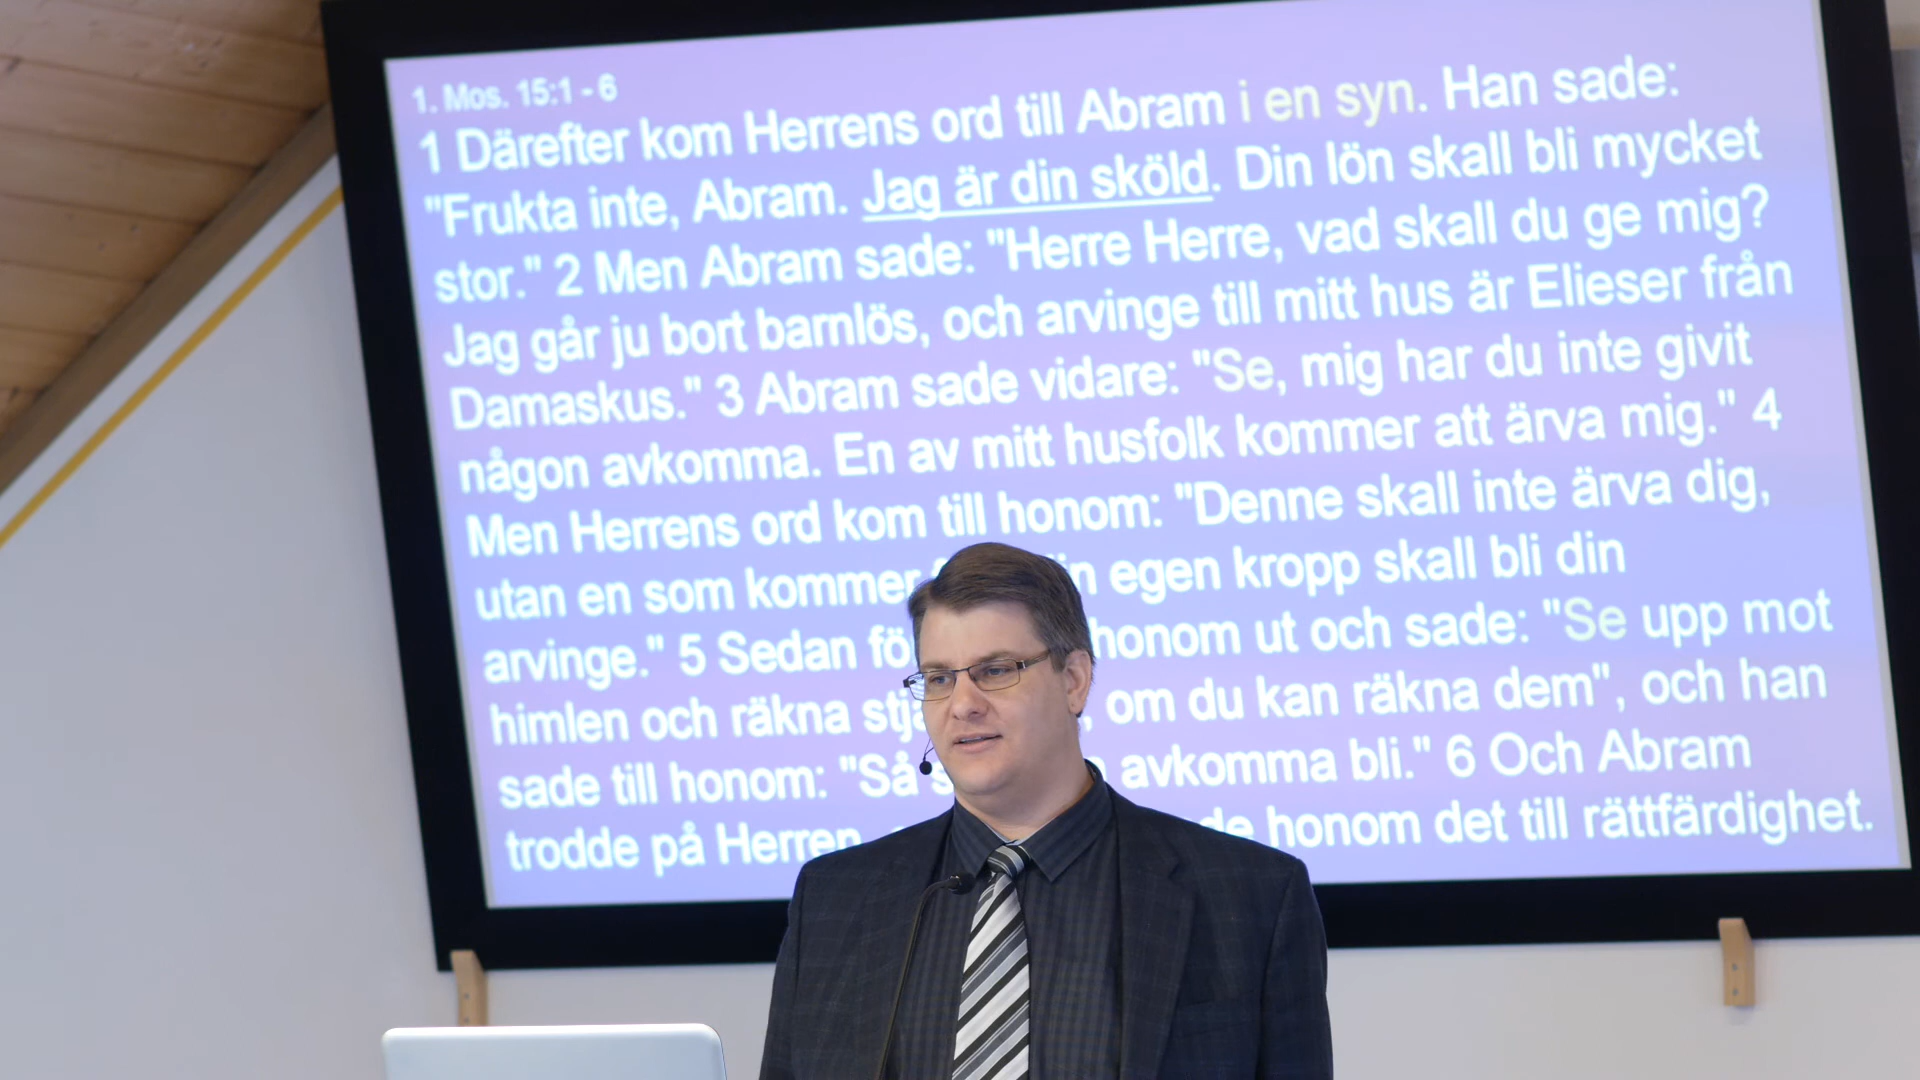 1. Mos. 15:1 - 6
1 Därefter kom Herrens ord till Abram i en syn. Han sade:
"Frukta inte, Abram. Jag är din sköld. Din lön skall bli mycket
stor." 2 Men Abram sade: "Herre Herre, vad skall du ge mig?
Jag går ju bort barnlös, och arvinge till mitt hus är Elieser från
Damaskus." 3 Abram sade vidare: "Se, mig har du inte givit
någon avkomma. En av mitt husfolk kommer att ärva mig." 4
Men Herrens ord kom till honom: "Denne skall inte ärva dig,
utan en som kommer egen kropp skall bli din
arvinge." 5 Sedan honom ut och sade: "Se upp mot
himlen och räkna om du kan räkna dem", och han
sade till honom: "Så avkomma bli." 6 Och Abram
trodde på Herren honom det till rättfärdighet.